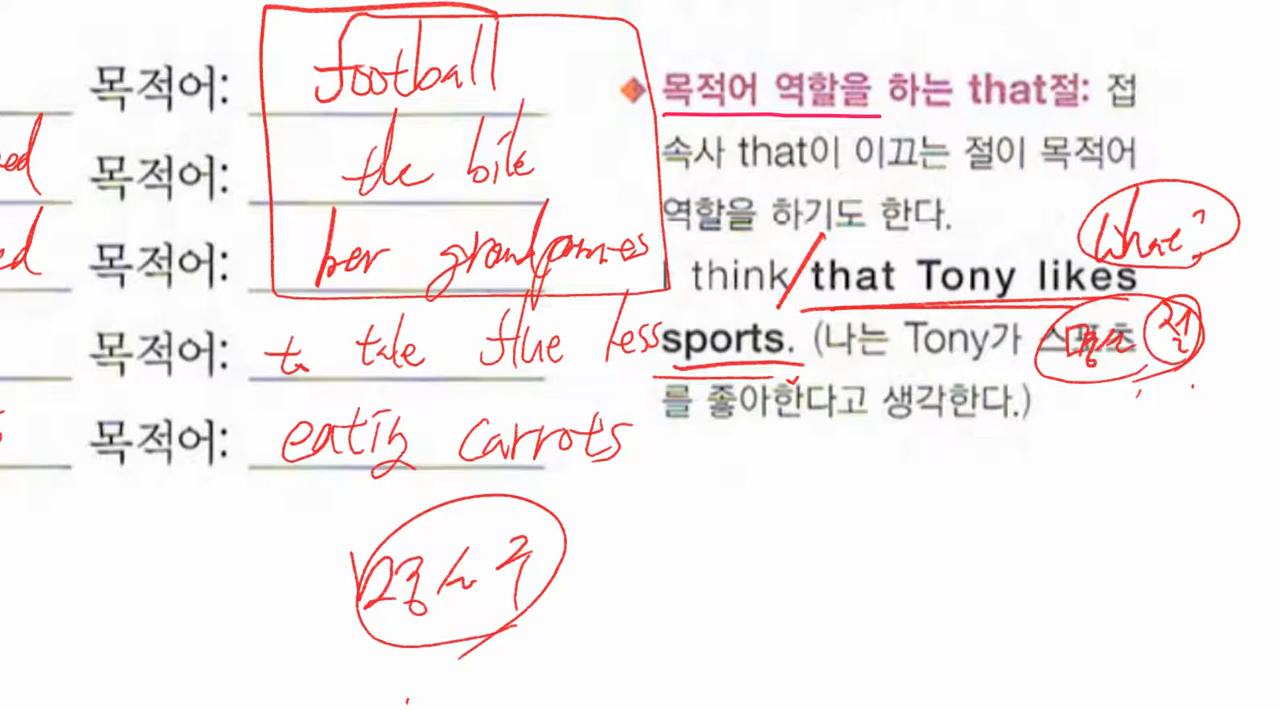 목적어: football
목적어: the bike
목적어: her grandparents
목적어: to take the
목적어: eating carrots
명사구
목적어 역할을 하는 that절: 접
속사 that이 이끄는 절이 목적어
역할을 하기도 한다.
What?
think / that Tony likes
sports. (나는 Tony가 스포츠
명사절
를 좋아한다고 생각한다.)